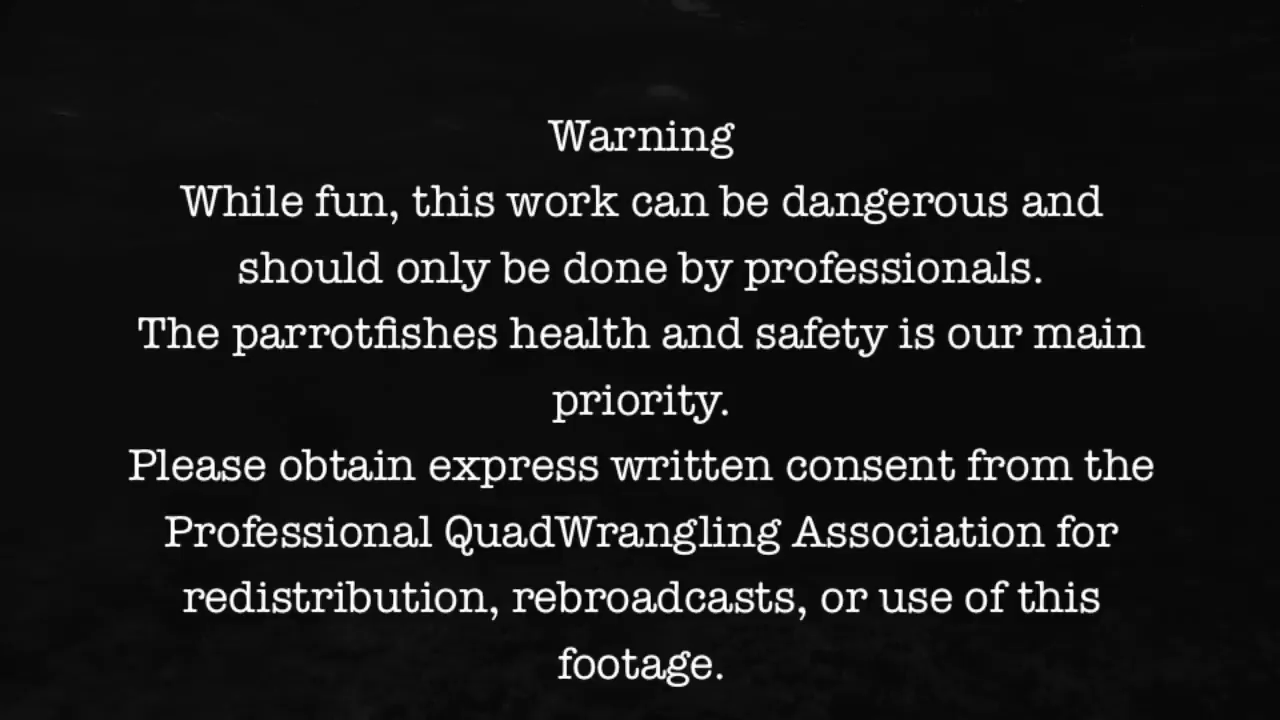 Warning
While fun, this work can be dangerous and
should only be done by professionals.
The parrotfishes health and safety is our main
priority.
Please obtain express written consent from the
Professional QuadWrangling Association for
redistribution, rebroadcasts, or use of this
footage.